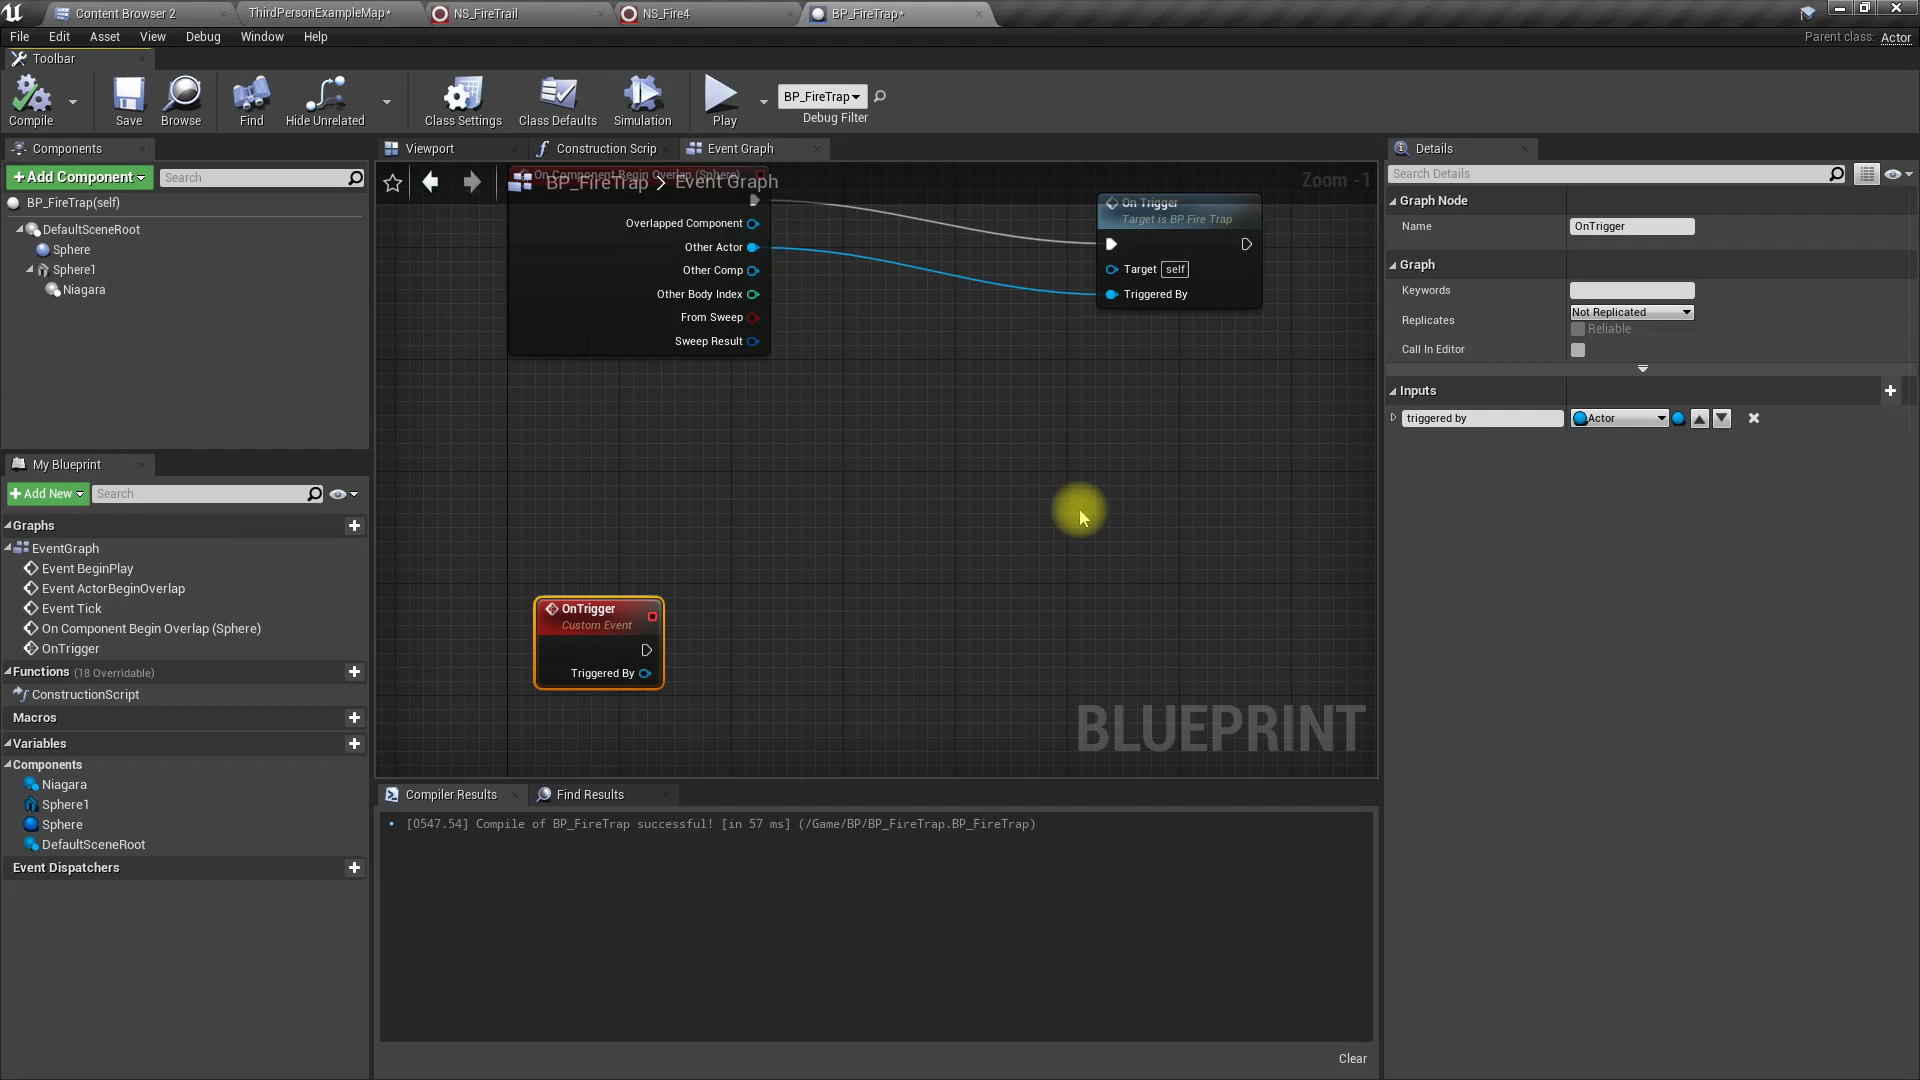 Content Browser 2
ThirdPersonExampleMap*
NS_FireTrail
NS_Fire4
BP_FireTrap*
File Edit Asset View Debug Window Help
Parent class: Actor
Toolbar
Compile
Save
Browse
Find
Hide Unrelated
Class Settings
Class Defaults
Simulation
Play
BP_FireTrap
Debug Filter
Components
+Add Component
Search
BP_FireTrap(self)
DefaultSceneRoot
Sphere
Sphere1
Niagara
My Blueprint
+Add New
Search
Graphs
EventGraph
Event BeginPlay
Event ActorBeginOverlap
Event Tick
On Component Begin Overlap (Sphere)
OnTrigger
Functions (18 Overridable)
ConstructionScript
Macros
Variables
Components
Niagara
Sphere1
Sphere
DefaultSceneRoot
Event Dispatchers
Viewport
Construction Scrip
Event Graph
On Component Begin Overlap (Sphere)
BP_FireTrap > Event Graph
Zoom -1
Overlapped Component
Other Actor
Other Comp
Other Body Index
From Sweep
Sweep Result
On Trigger
Target is BP Fire Trap
Target self
Triggered By
OnTrigger
Custom Event
Triggered By
BLUEPRINT
Compiler Results
Find Results
• [0547.54] Compile of BP_FireTrap successful! [in 57 ms] (/Game/BP/BP_FireTrap.BP_FireTrap)
Clear
Details
Search Details
Graph Node
Name OnTrigger
Graph
Keywords
Replicates Not Replicated
Reliable
Call In Editor
Inputs
triggered by Actor